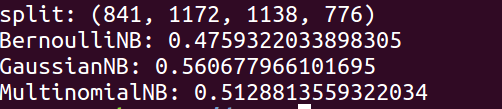 split: (841, 1172, 1138, 776)
BernoulliNB: 0.4759322033898305
GaussianNB: 0.560677966101695
MultinomialNB: 0.5128813559322034